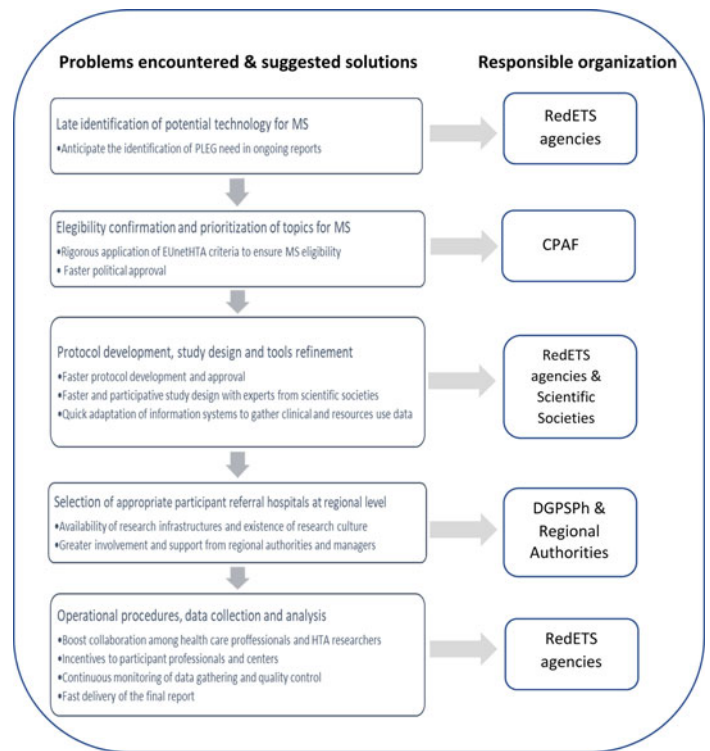 Problems encountered & suggested solutions
Responsible organization
Late identification of potential technology for MS
•Anticipate the identification of PLEG need in ongoing reports
RedETS
agencies
Elegibility confirmation and prioritization of topics for MS
•Rigorous application of EUnetHTA criteria to ensure MS eligibility
• Faster political approval
CPAF
Protocol development, study design and tools refinement
•Faster protocol development and approval
•Faster and participative study design with experts from scientific societies
•Quick adaptation of information systems to gather clinical and resources use data
RedETS
agencies &
Scientific
Societies
Selection of appropriate participant referral hospitals at regional level
•Availability of research infrastructures and existence of research culture
•Greater involvement and support from regional authorities and managers
DGPSPh &
Regional
Authorities
Operational procedures, data collection and analysis
•Boost collaboration among health care proffesionals and HTA researchers
•Incentives to participant professionals and centers
•Continuous monitoring of data gathering and quality control
•Fast delivery of the final report
RedETS
agencies